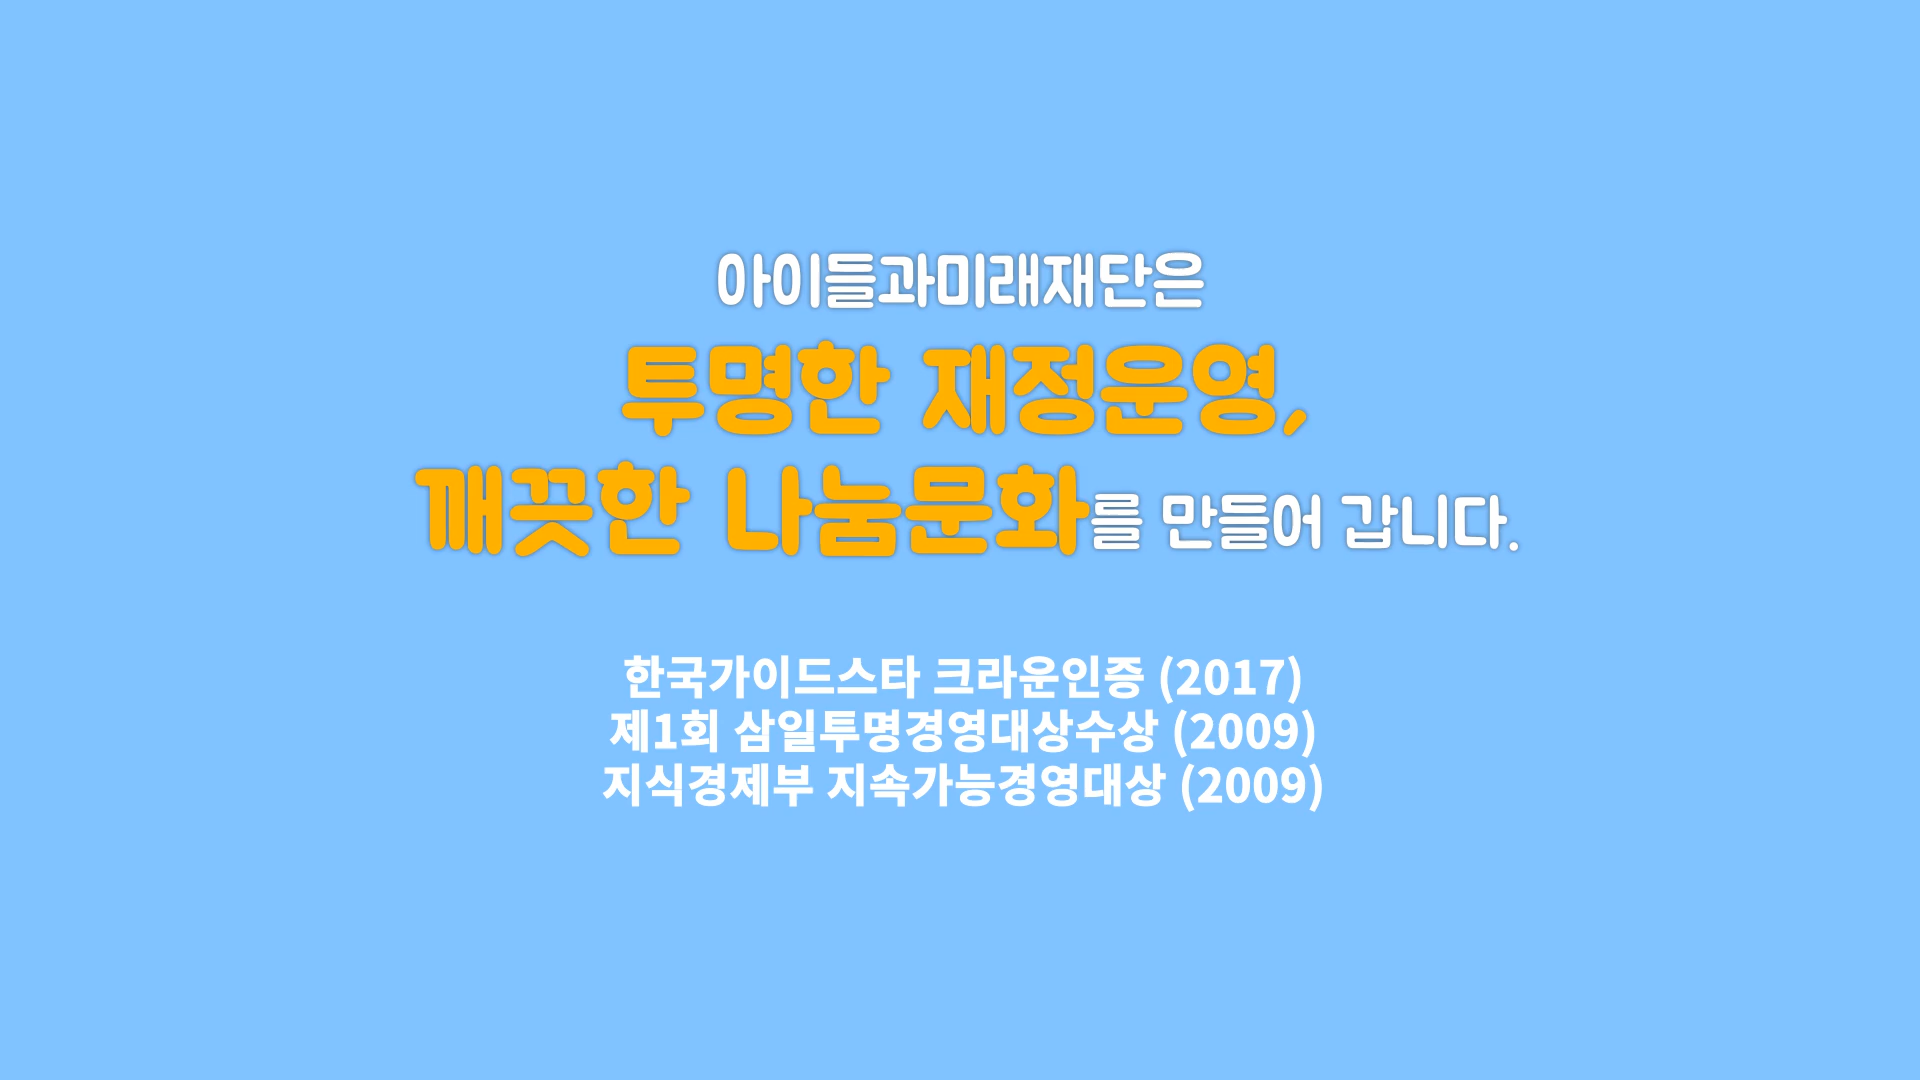 아이들과미래재단은
투명한 재정운영,
깨끗한 나눔문화를 만들어 갑니다.
한국가이드스타 크라운인증 (2017)
제1회 삼일투명경영대상수상 (2009)
지식경제부 지속가능경영대상 (2009)